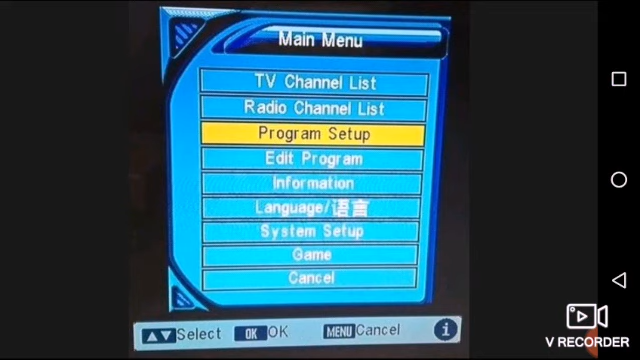 Main Menu
TV Channel List
Radio Channel List
Program Setup
Edit Program
Information
Language/语言
System Setup
Game
Cancel
▲▼Select OK OK MENU Cancel i
V RECORDER